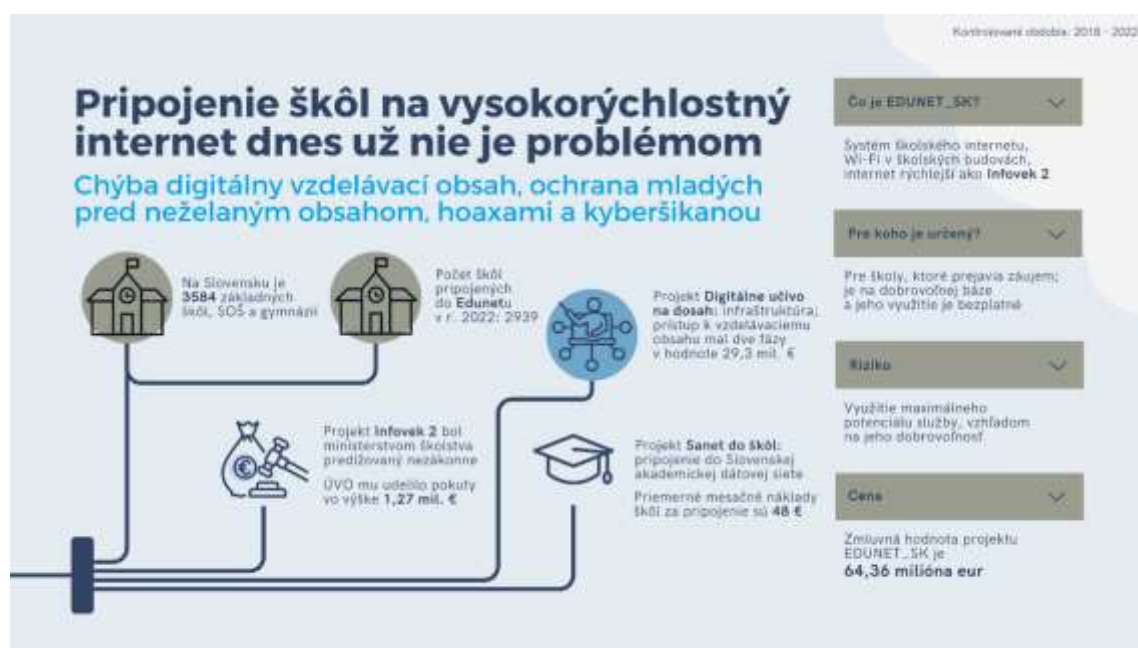 Kontrolované obdobie: 2018 - 2022
Pripojenie škôl na vysokorýchlostný
internet dnes už nie je problémom
Chýba digitálny vzdelávací obsah, ochrana mladých
pred neželaným obsahom, hoaxami a kyberšikanou
Na Slovensku je
3584 základných
škôl, SOŠ a gymnázií
Počet škôl
pripojených
do Edunetu
v r. 2022: 2939
Projekt Digitálne učivo
na dosah: infraštruktúra;
prístup k vzdelávaciemu
obsahu mal dve fázy
v hodnote 29,3 mil. €
Projekt Infovek 2 bol
ministerstvom školstva
predlžovaný nezákonne
ÚVO mu udelilo pokuty
vo výške 1,27 mil. €
Projekt Sanet do škôl:
pripojenie do Slovenskej
akademickej dátovej siete
Priemerné mesačné náklady
škôl za pripojenie sú 48 €
Čo je EDUNET_SK?
Systém školského internetu,
Wi-Fi v školských budovách,
internet rýchlejší ako Infovek 2
Pre koho je určený?
Pre školy, ktoré prejavia záujem;
je na dobrovoľnej báze
a jeho využitie je bezplatné
Riziko
Využitie maximálneho
potenciálu služby, vzhľadom
na jeho dobrovoľnosť
Cena
Zmluvná hodnota projektu
EDUNET_SK je
64,36 milióna eur